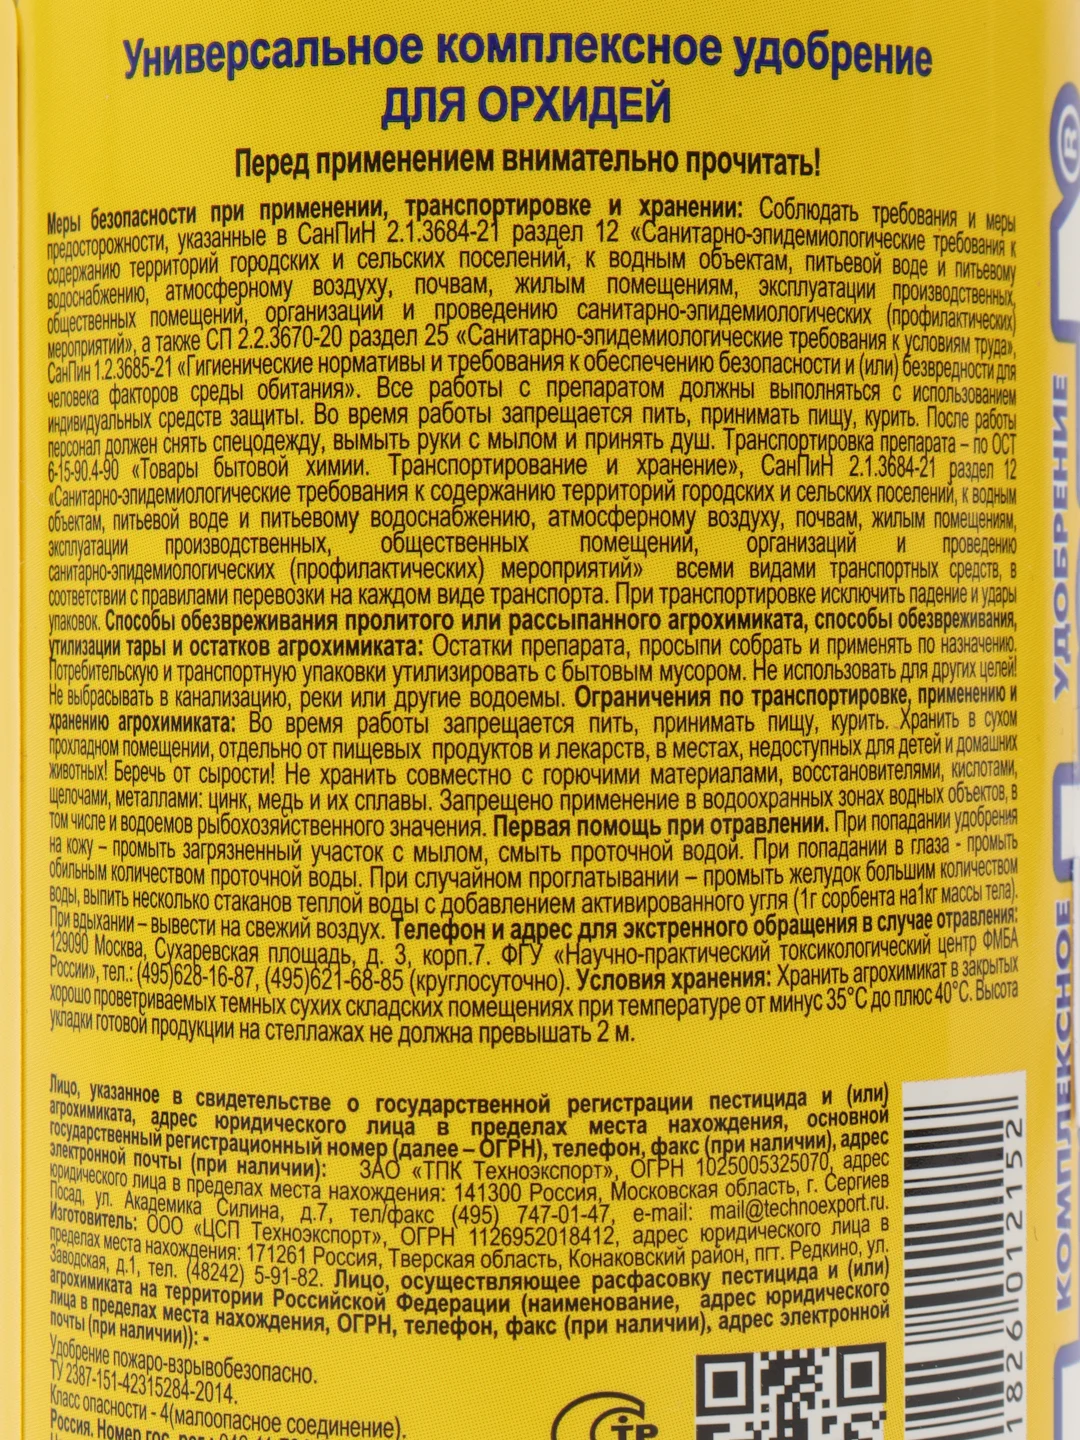 Универсальное комплексное удобрение
ДЛЯ ОРХИДЕЙ
Перед применением внимательно прочитать!
Меры безопасности при применении, транспортировке и хранении: Соблюдать требования и меры
предосторожности, указанные в СанПиН 2.1.3684-21 раздел 12 «Санитарно-эпидемиологические требования к
содержанию территорий городских и сельских поселений, к водным объектам, питьевой воде и питьевому
водоснабжению, атмосферному воздуху, почвам, жилым помещениям, эксплуатации производственных,
общественных помещений, организаций и проведению санитарно-эпидемиологических (профилактических)
мероприятий», а также СП 2.2.3670-20 раздел 25 «Санитарно-эпидемиологические требования к условиям труда»,
СанПин 1.2.3685-21 «Гигиенические нормативы и требования к обеспечению безопасности и (или) безвредности для
человека факторов среды обитания». Все работы с препаратом должны выполняться с использованием
индивидуальных средств защиты. Во время работы запрещается пить, принимать пищу, курить. После работы
персонал должен снять спецодежду, вымыть руки с мылом и принять душ. Транспортировка препарата – по ОСТ
6-15-90.4-90 «Товары бытовой химии. Транспортирование и хранение», СанПиН 2.1.3684-21 раздел 12
«Санитарно-эпидемиологические требования к содержанию территорий городских и сельских поселений, к водным
объектам, питьевой воде и питьевому водоснабжению, атмосферному воздуху, почвам, жилым помещениям,
эксплуатации производственных, общественных помещений, организаций и проведению
санитарно-эпидемиологических (профилактических) мероприятий» всеми видами транспортных средств, в
соответствии с правилами перевозки на каждом виде транспорта. При транспортировке исключить падение и удары
упаковок. Способы обезвреживания пролитого или рассыпанного агрохимиката, способы обезвреживания,
утилизации тары и остатков агрохимиката: Остатки препарата, просыпи собрать и применять по назначению.
Потребительскую и транспортную упаковки утилизировать с бытовым мусором. Не использовать для других целей!
Не выбрасывать в канализацию, реки или другие водоемы. Ограничения по транспортировке, применению и
хранению агрохимиката: Во время работы запрещается пить, принимать пищу, курить. Хранить в сухом
прохладном помещении, отдельно от пищевых продуктов и лекарств, в местах, недоступных для детей и домашних
животных! Беречь от сырости! Не хранить совместно с горючими материалами, восстановителями, кислотами,
щелочами, металлами: цинк, медь и их сплавы. Запрещено применение в водоохранных зонах водных объектов, в
том числе и водоемов рыбохозяйственного значения. Первая помощь при отравлении. При попадании удобрения
на кожу – промыть загрязненный участок с мылом, смыть проточной водой. При попадании в глаза - промыть
обильным количеством проточной воды. При случайном проглатывании – промыть желудок большим количеством
воды, выпить несколько стаканов теплой воды с добавлением активированного угля (1г сорбента на1кг массы тела).
При вдыхании – вывести на свежий воздух. Телефон и адрес для экстренного обращения в случае отравления:
129090 Москва, Сухаревская площадь, д. 3, корп.7. ФГУ «Научно-практический токсикологический центр ФМБА
России», тел.: (495)628-16-87, (495)621-68-85 (круглосуточно). Условия хранения: Хранить агрохимикат в закрытых
хорошо проветриваемых темных сухих складских помещениях при температуре от минус 35°С до плюс 40°С. Высота
укладки готовой продукции на стеллажах не должна превышать 2 м.
Лицо, указанное в свидетельстве о государственной регистрации пестицида и (или)
агрохимиката, адрес юридического лица в пределах места нахождения, основной
государственный регистрационный номер (далее – ОГРН), телефон, факс (при наличии), адрес
электронной почты (при наличии): ЗАО «ТПК Техноэкспорт», ОГРН 1025005325070, адрес
юридического лица в пределах места нахождения: 141300 Россия, Московская область, г. Сергиев
Посад, ул. Академика Силина, д.7, тел/факс (495) 747-01-47, e-mail: mail@technoexport.ru.
Изготовитель: ООО «ЦСП Техноэкспорт», ОГРН 1126952018412, адрес юридического лица в
пределах места нахождения: 171261 Россия, Тверская область, Конаковский район, пгт. Редкино, ул.
Заводская, д.1, тел. (48242) 5-91-82. Лицо, осуществляющее расфасовку пестицида и (или)
агрохимиката на территории Российской Федерации (наименование, адрес юридического
лица в пределах места нахождения, ОГРН, телефон, факс (при наличии), адрес электронной
почты (при наличии)): -
Удобрение пожаро-взрывобезопасно.
ТУ 2387-151-42315284-2014.
Класс опасности - 4(малоопасное соединение).
Россия. Номер гос.
1826 012152
ТР
КОМПЛЕКСНОЕ УДОБРЕНИЕ
®